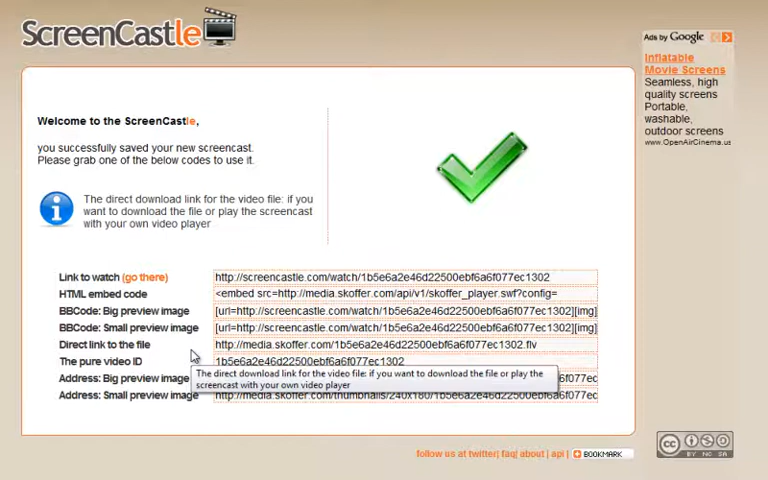 ScreenCastle
Ads by Google
Inflatable
Movie Screens
Seamless, high
quality screens
Portable,
washable,
outdoor screens
www.OpenAirCinema.us
Welcome to the ScreenCastle,
you successfully saved your new screencast.
Please grab one of the below codes to use it.
The direct download link for the video file: if you
want to download the file or play the screencast
with your own video player
Link to watch (go there) http://screencastle.com/watch/1b5e6a2e46d22500ebf6a6f077ec1302
HTML embed code <embed src=http://media.skoffer.com/api/v1/skoffer_player.swf?config=
BBCode: Big preview image [url=http://screencastle.com/watch/1b5e6a2e46d22500ebf6a6f077ec1302][img]
BBCode: Small preview image [url=http://screencastle.com/watch/1b5e6a2e46d22500ebf6a6f077ec1302][img]
Direct link to the file http://media.skoffer.com/1b5e6a2e46d22500ebf6a6f077ec1302.flv
The pure video ID 1b5e6a2e46d22500ebf6a6f077ec1302
The direct download link for the video file: if you want to download the file or play the
screencast with your own video player
Address: Big preview image
Address: Small preview image http://media.skoffer.com/thumbnails/240x180/1b5e6a2e46d22500ebf6a6f077ec
follow us at twitter| faq| about | api | BOOKMARK
cc BY NC SA